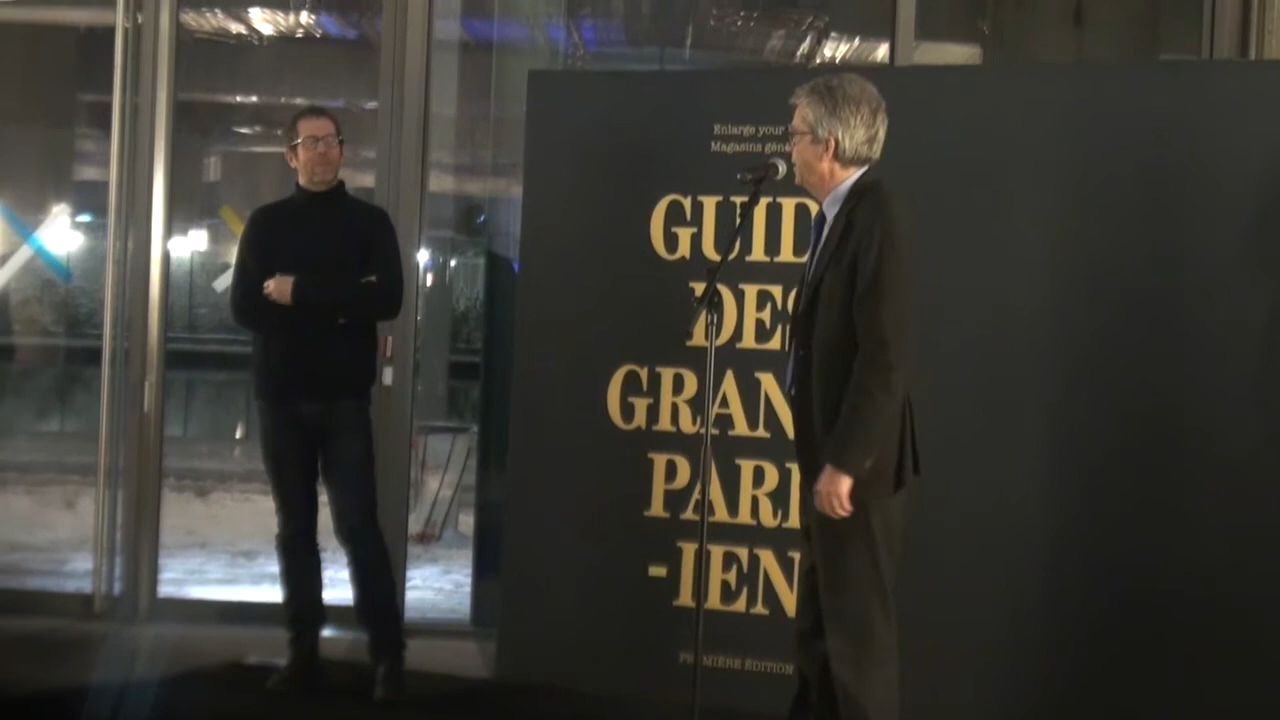 Enlarge your
Magasins géné
GUID
DES
GRAN
PARI
-IEN
PREMIÈRE ÉDITION